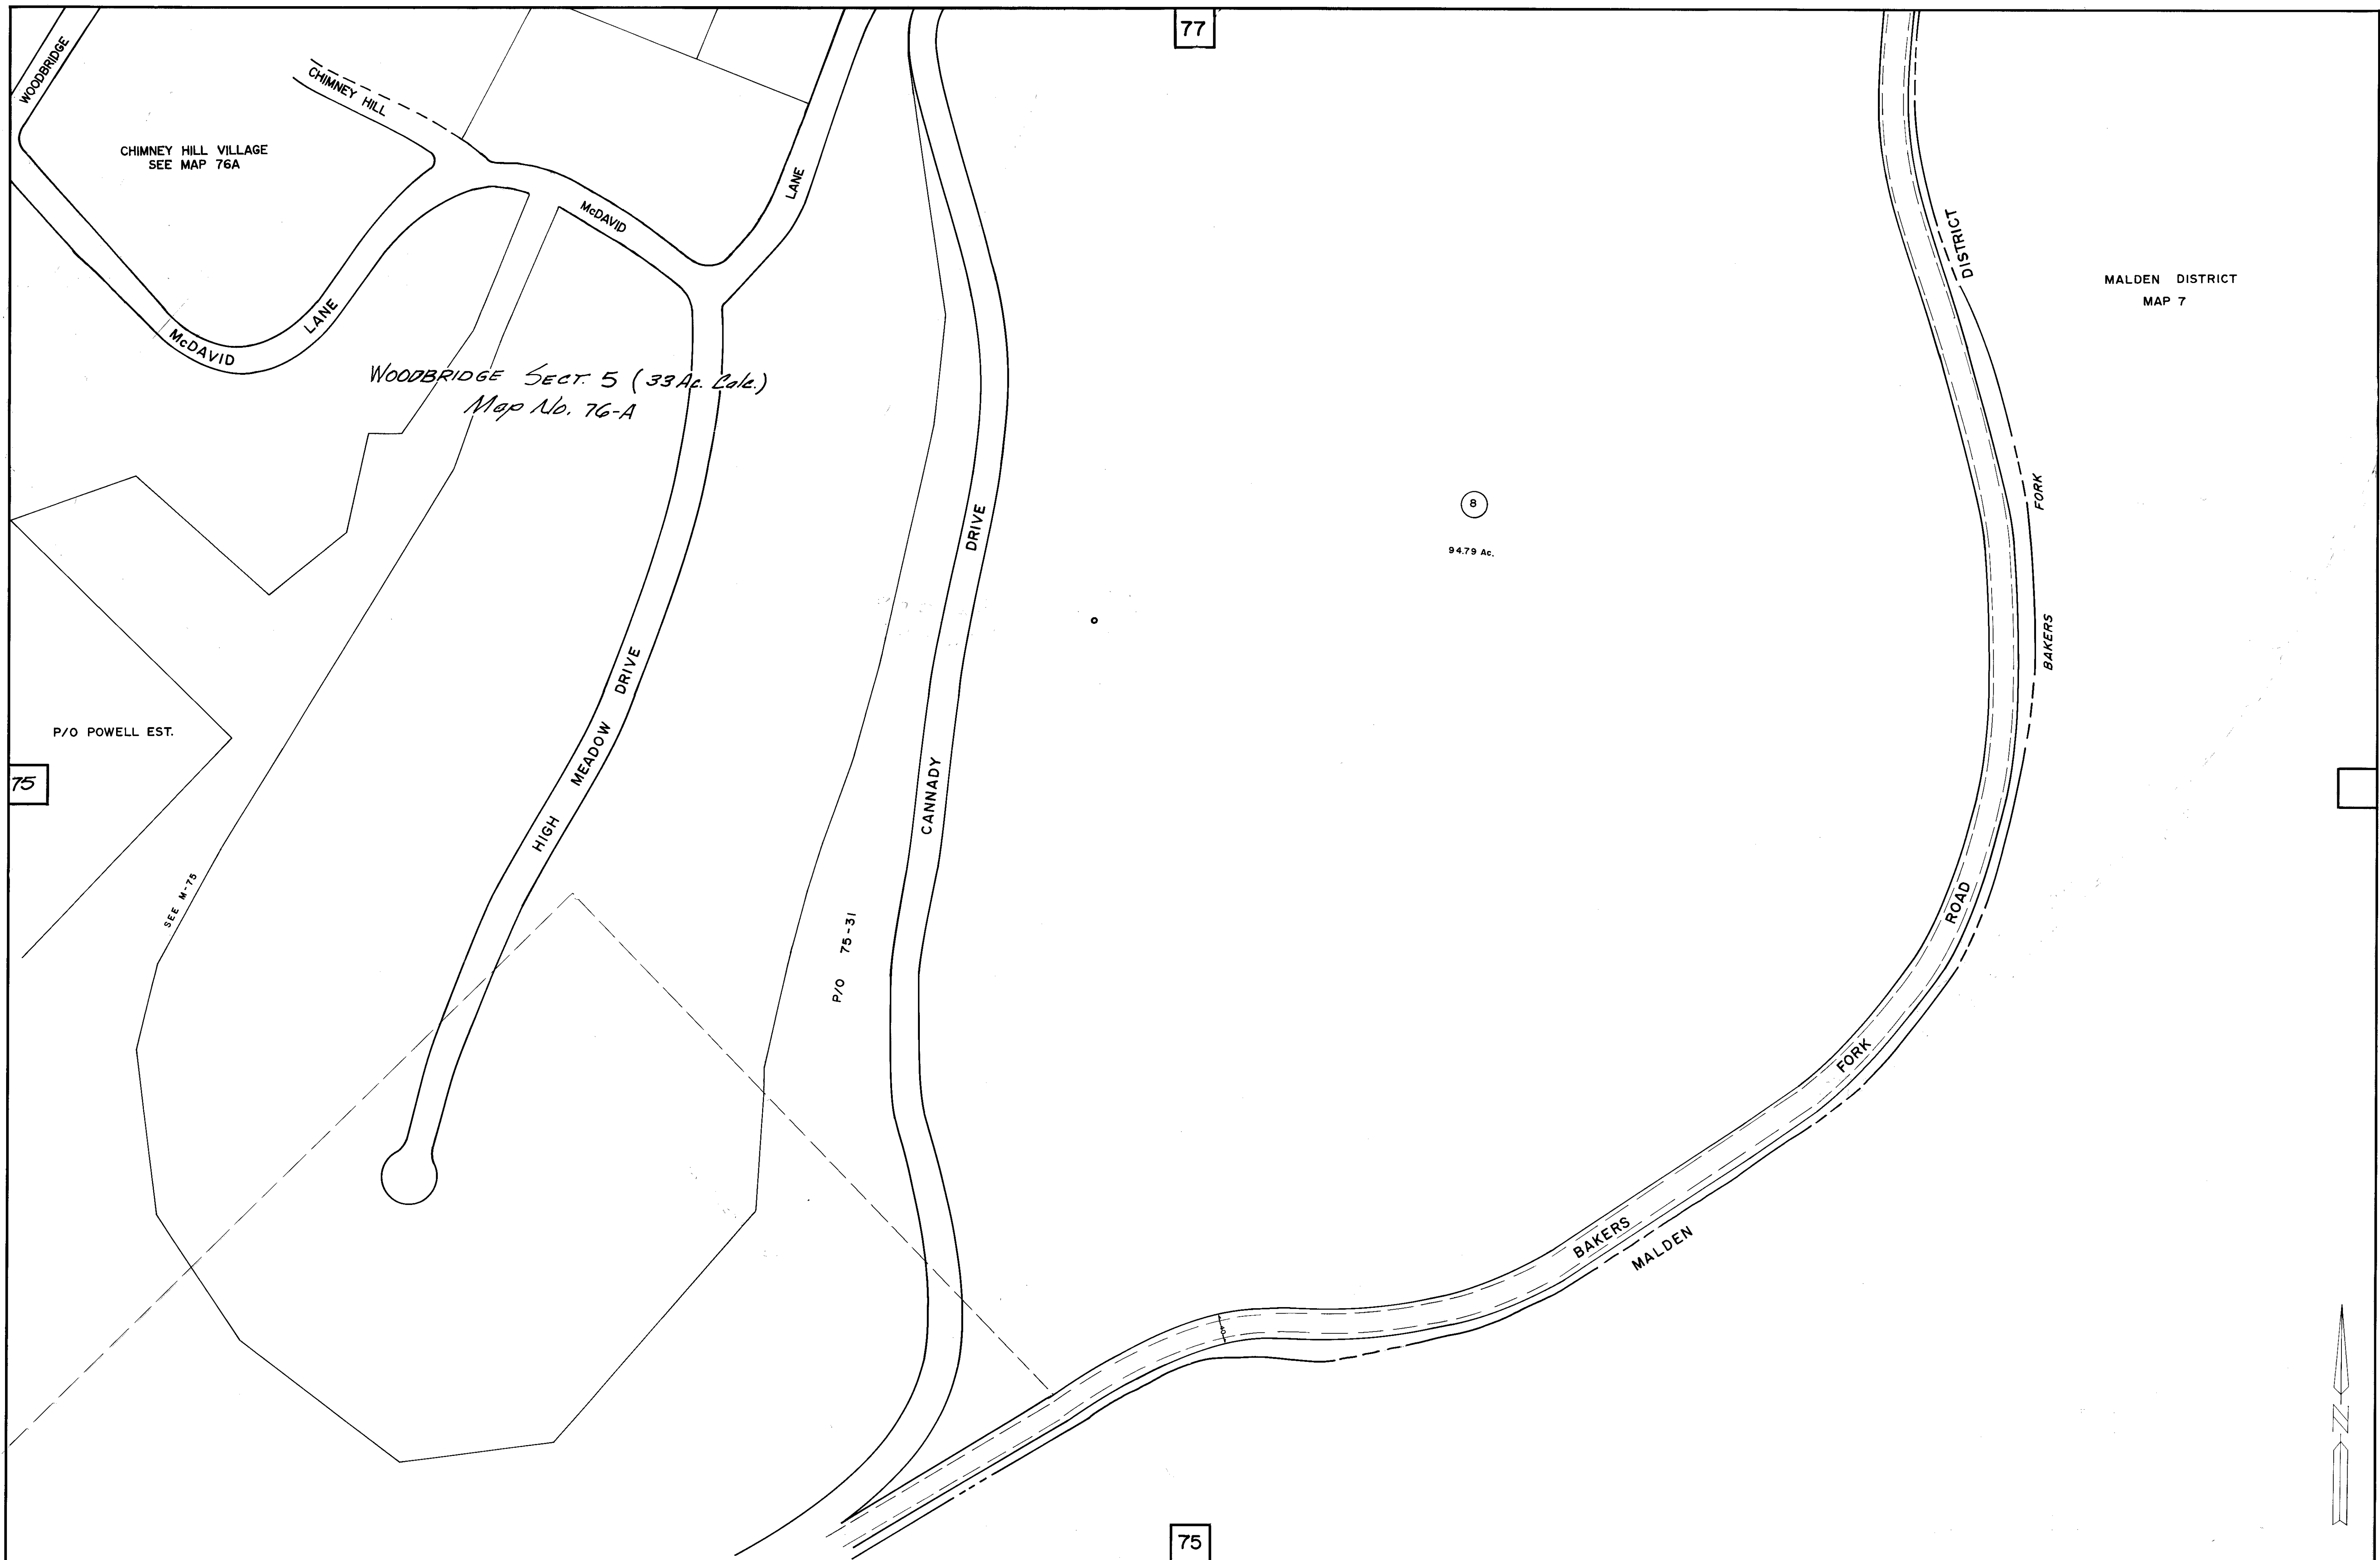 77
WOODBRIDGE
CHIMNEY HILL
CHIMNEY HILL VILLAGE
SEE MAP 76A
LANE
McDAVID
DISTRICT
MALDEN DISTRICT
MAP 7
LANE
McDAVID
WOODBRIDGE SECT. 5 (33 Ac. Calc.)
Map No. 76-A
8
94.79 Ac.
FORK
DRIVE
BAKERS
DRIVE
MEADOW
HIGH
P/O POWELL EST.
75
CANNADY
SEE M-75
P/O 75-31
ROAD
FORK
BAKERS
MALDEN
40
N
75